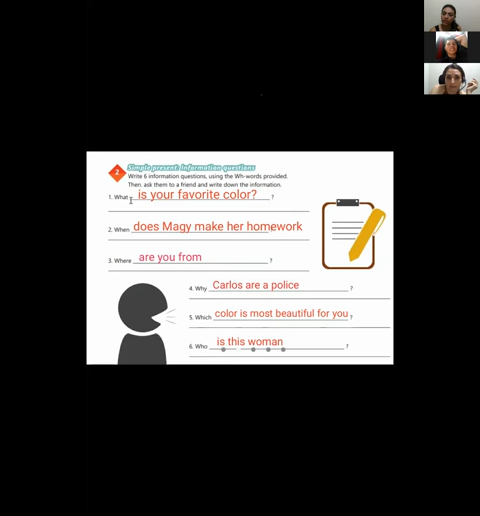 2
Simple present: Information questions
Write 6 information questions, using the Wh-words provided.
Then, ask them to a friend and write down the information.
1. What is your favorite color? ?
2. When does Magy make her homework
3. Where are you from ?
4. Why Carlos are a police ?
5. Which color is most beautiful for you ?
6. Who is this woman ?